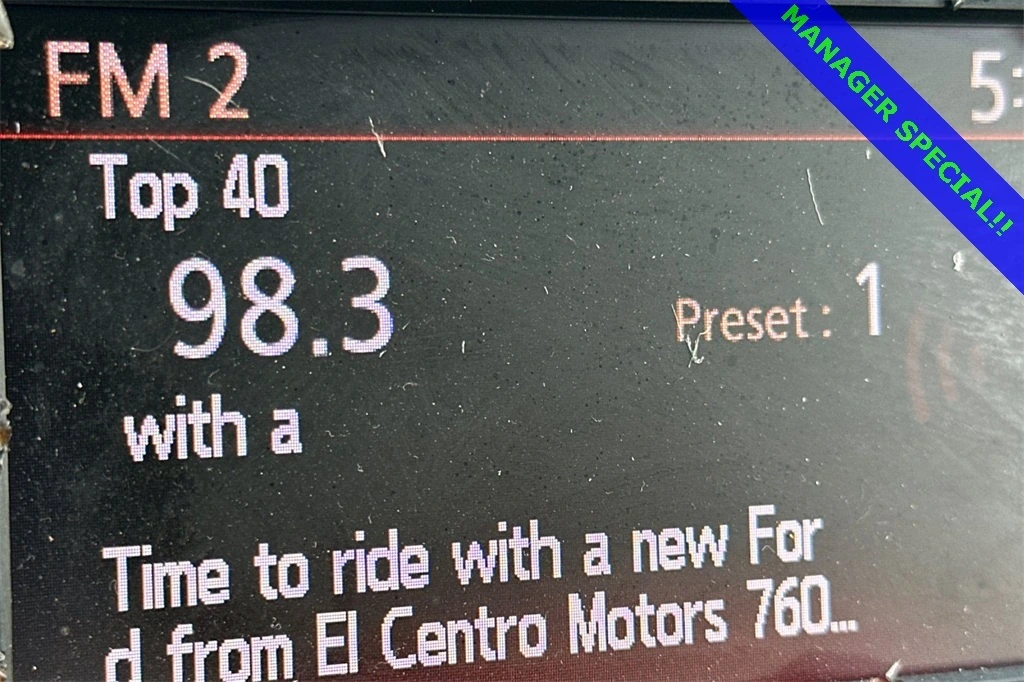 FM 2
5:
MANAGER SPECIAL!!
Top 40
98.3
Preset : 1
with a
Time to ride with a new For
d from El Centro Motors 760...